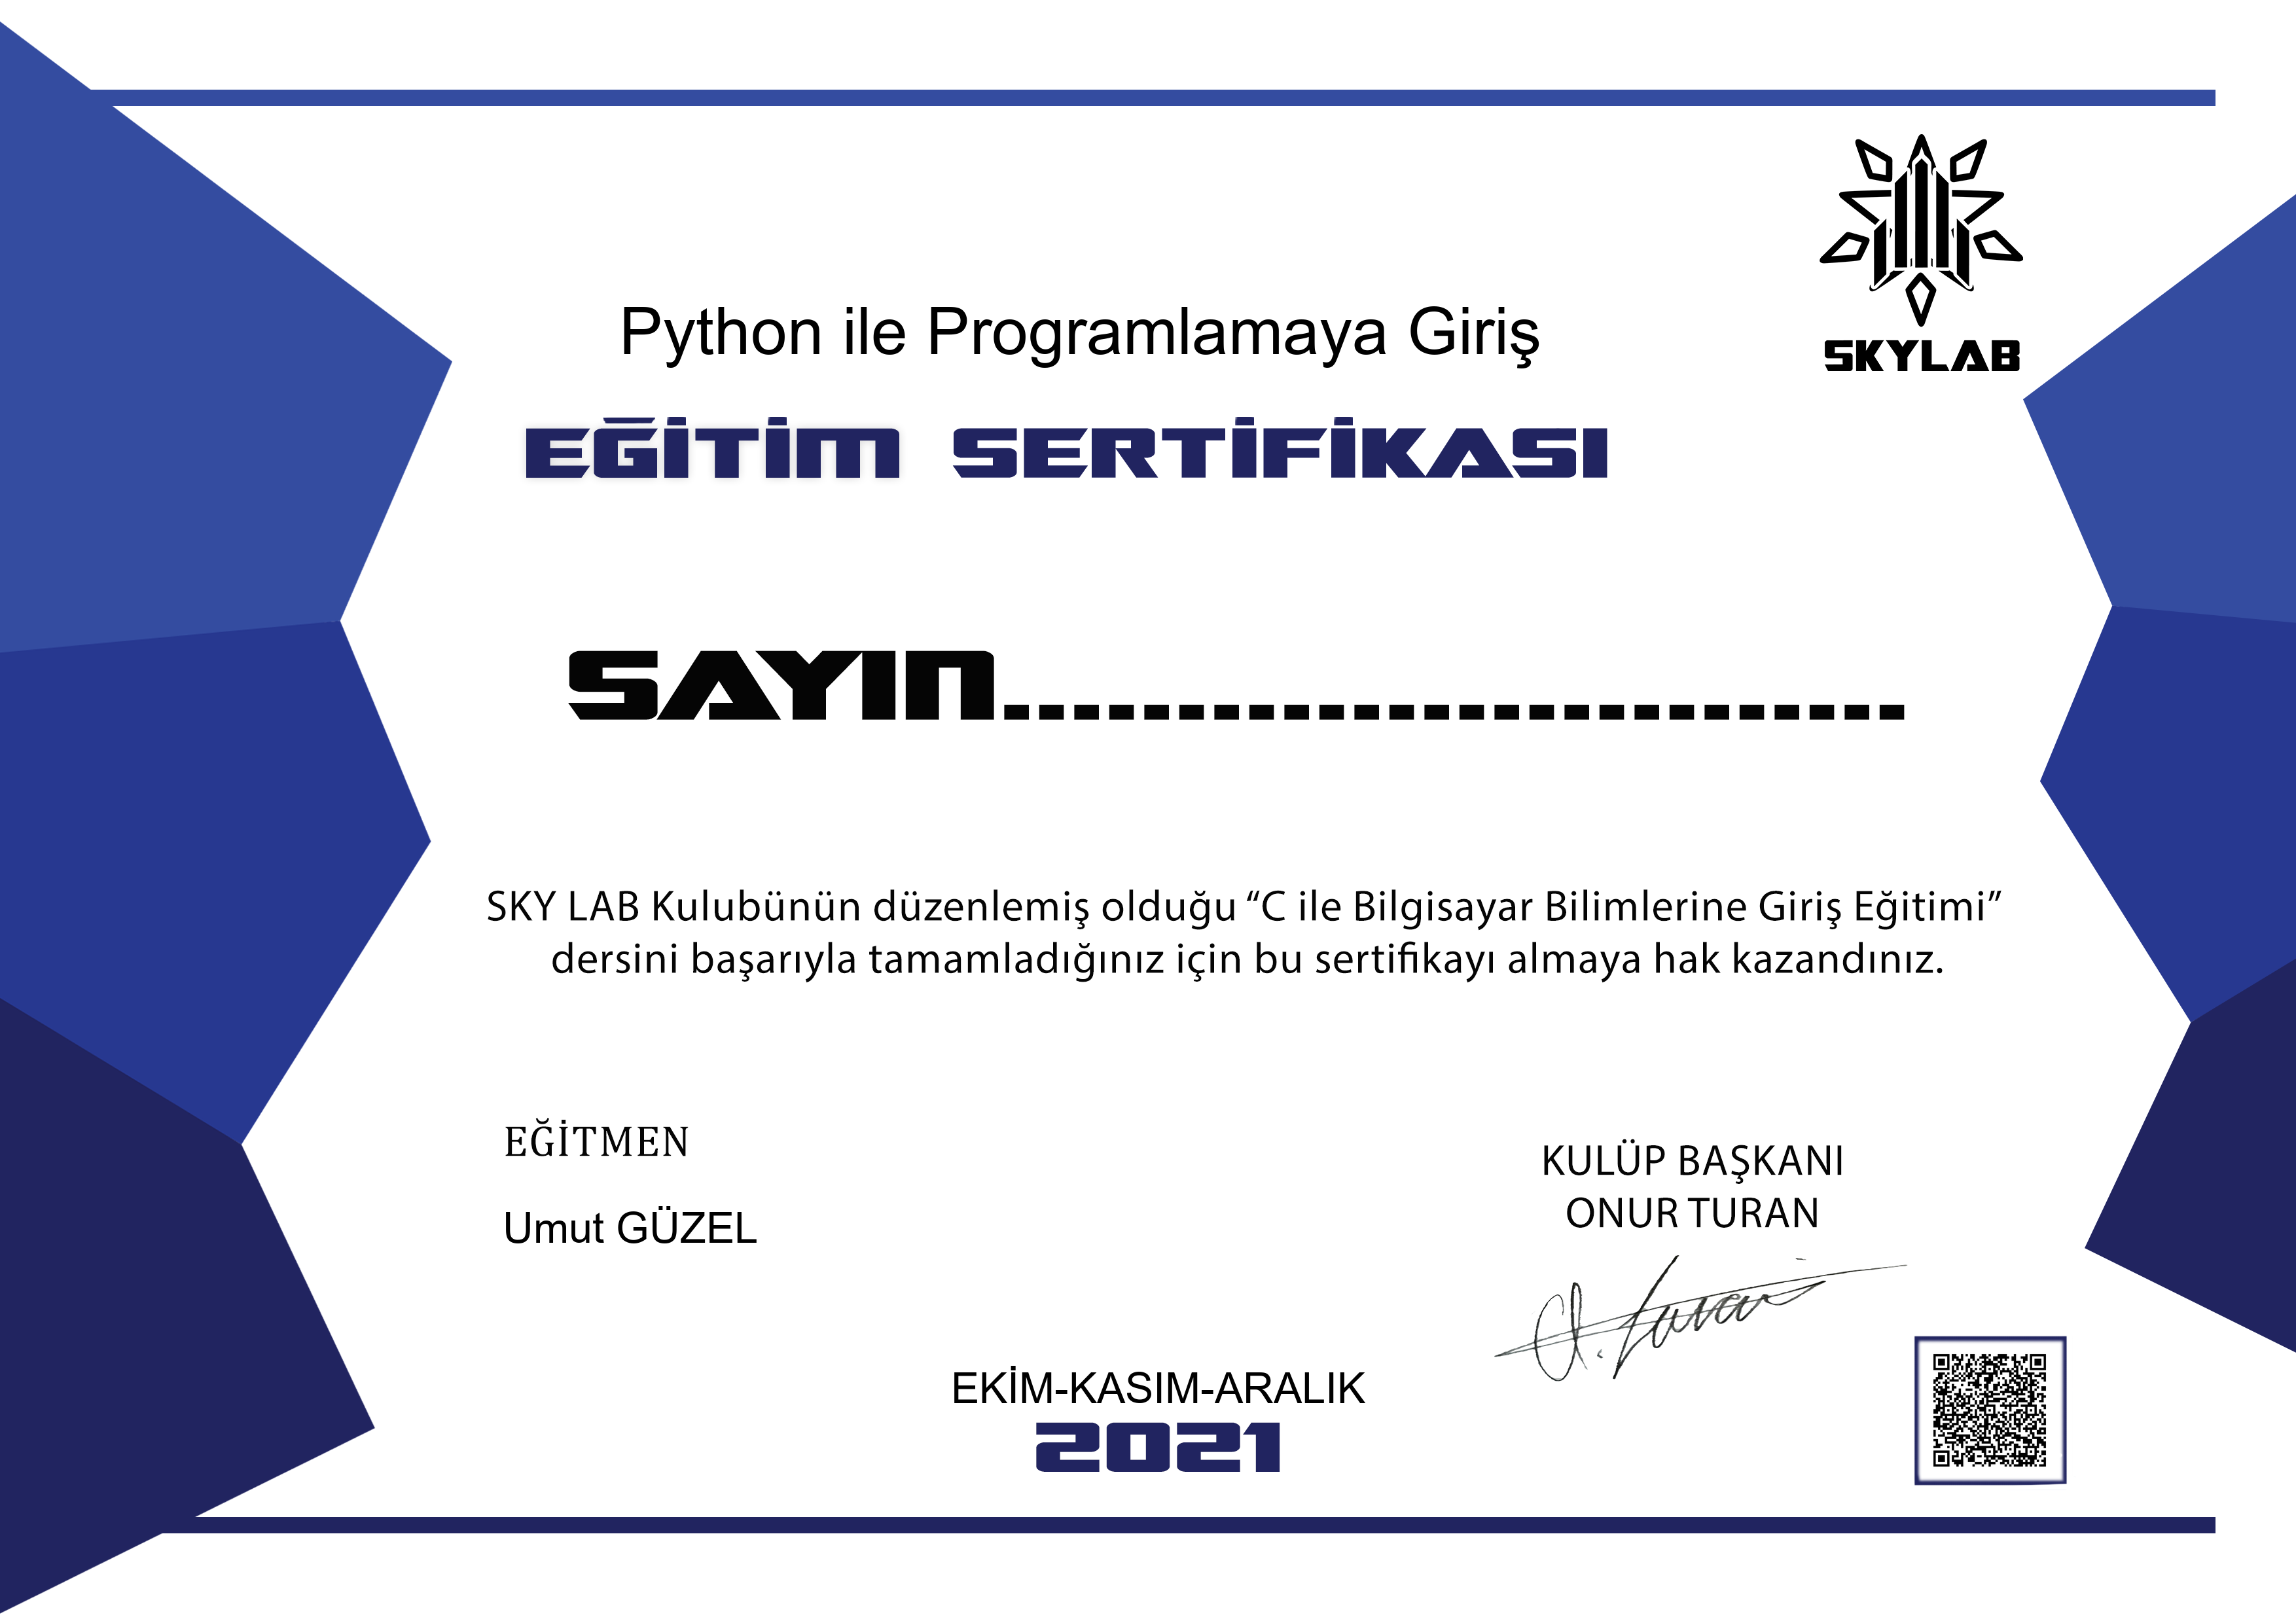 SKYLAB
Python ile Programlamaya Giriş
EĞİTİM SERTİFİKASI
SAYIN..........................
SKY LAB Kulubünün düzenlemiş olduğu “C ile Bilgisayar Bilimlerine Giriş Eğitimi”
dersini başarıyla tamamladığınız için bu sertifikayı almaya hak kazandınız.
EĞİTMEN
Umut GÜZEL
KULÜP BAŞKANI
ONUR TURAN
O. Turan
EKİM-KASIM-ARALIK
2021